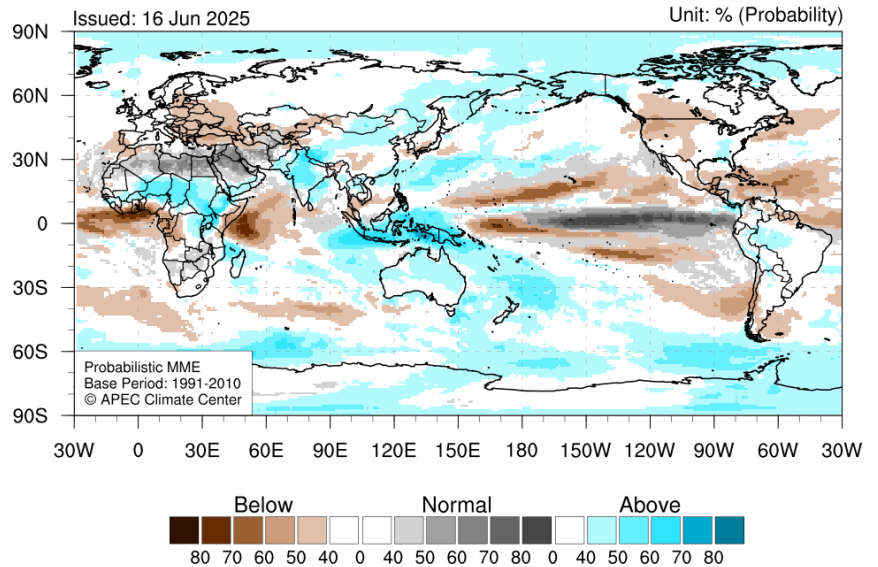 Issued: 16 Jun 2025
Unit: % (Probability)
90N
60N
30N
0
30S
60S
90S
Probabilistic MME
Base Period: 1991-2010
© APEC Climate Center
30W 0 30E 60E 90E 120E 150E 180 150W 120W 90W 60W 30W
Below Normal Above
80 70 60 50 40 0 40 50 60 70 80 0 40 50 60 70 80